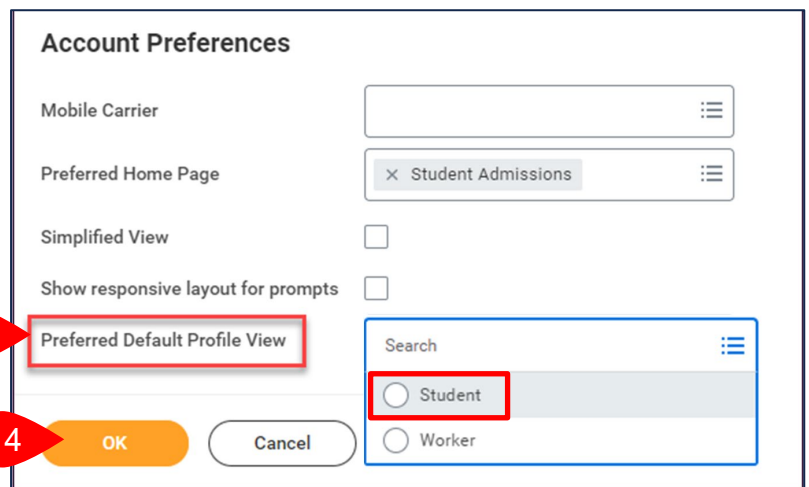 Account Preferences
Mobile Carrier
Preferred Home Page
× Student Admissions
Simplified View
Show responsive layout for prompts
Preferred Default Profile View
Search
Student
Worker
4
OK
Cancel